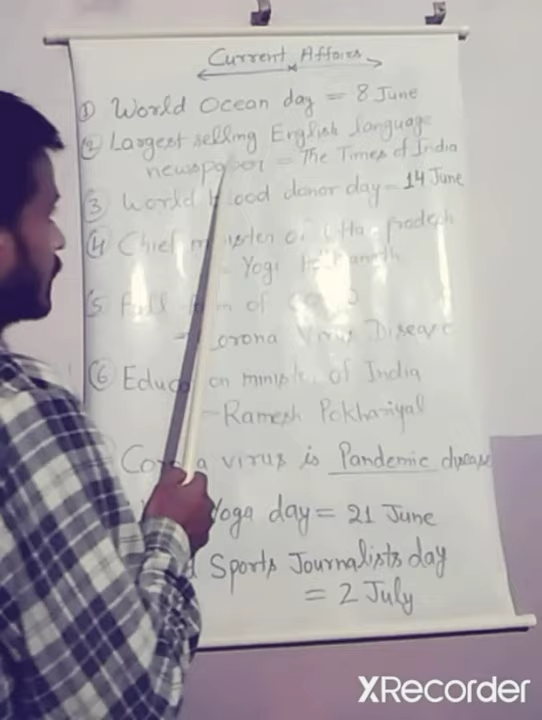 Current Affairs
① World Ocean day = 8 June
② Largest selling English language
newspaper = The Times of India
③ World blood donor day = 14 June
④ Chief minister of Uttar Pradesh
Yogi
5 Full form of
Corona Virus Disease
⑥ Education minister of India
- Ramesh Pokhariyal
Corona virus is Pandemic disease
Yoga day = 21 June
Sports Journalists day
= 2 July
XRecorder